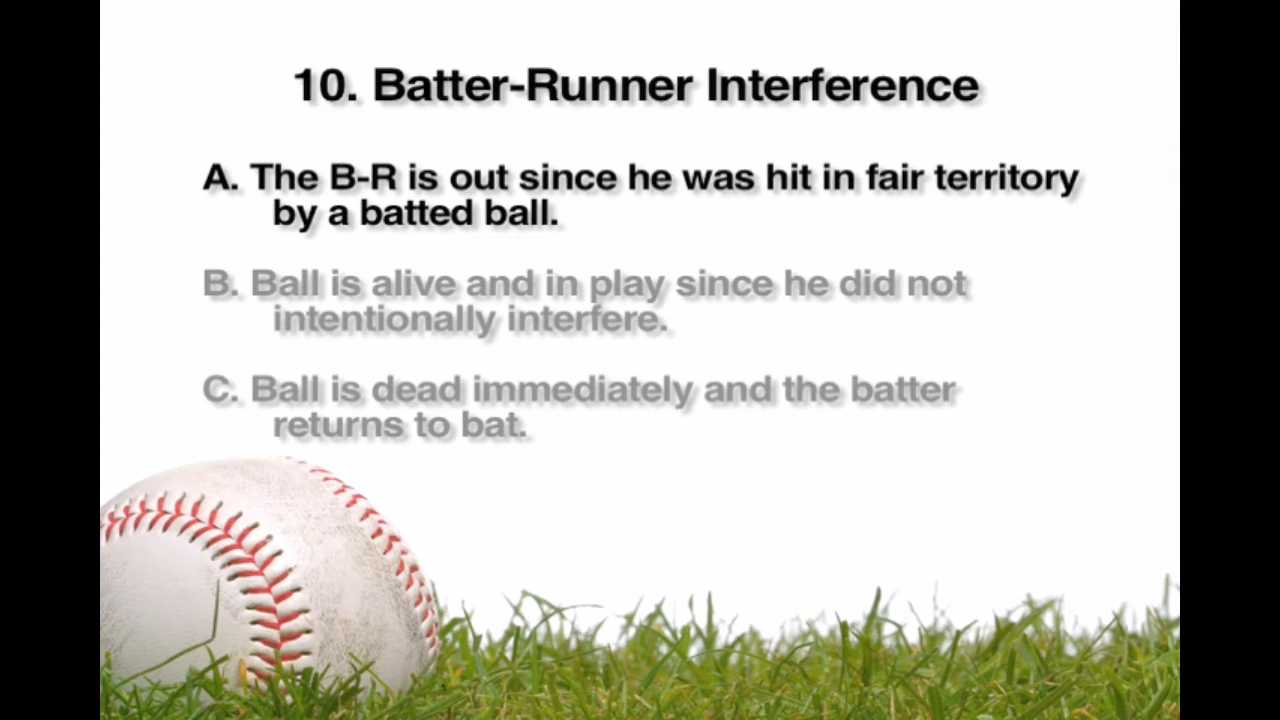 10. Batter-Runner Interference
A. The B-R is out since he was hit in fair territory
by a batted ball.
B. Ball is alive and in play since he did not
intentionally interfere.
C. Ball is dead immediately and the batter
returns to bat.